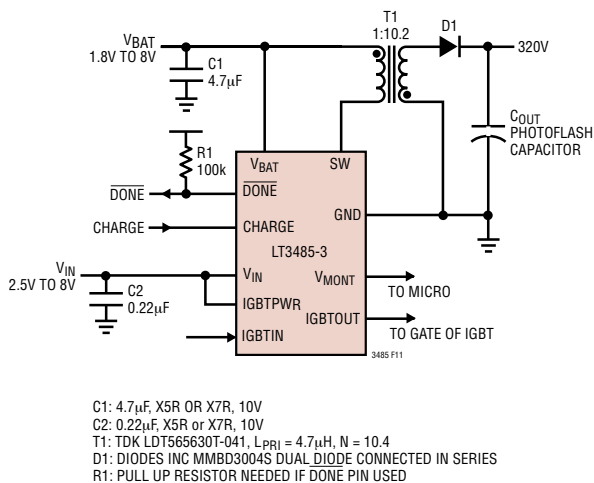 T1
1:10.2
D1
VBAT
1.8V TO 8V
320V
C1
4.7µF
COUT
PHOTOFLASH
CAPACITOR
R1
100k
VBAT
SW
DONE
DONE
GND
CHARGE
CHARGE
LT3485-3
VIN
2.5V TO 8V
VIN
VMONT
TO MICRO
C2
0.22µF
IGBTPWR
IGBTOUT
TO GATE OF IGBT
IGBTIN
3485 F11
C1: 4.7µF, X5R OR X7R, 10V
C2: 0.22µF, X5R or X7R, 10V
T1: TDK LDT565630T-041, LPRI = 4.7µH, N = 10.4
D1: DIODES INC MMBD3004S DUAL DIODE CONNECTED IN SERIES
R1: PULL UP RESISTOR NEEDED IF DONE PIN USED